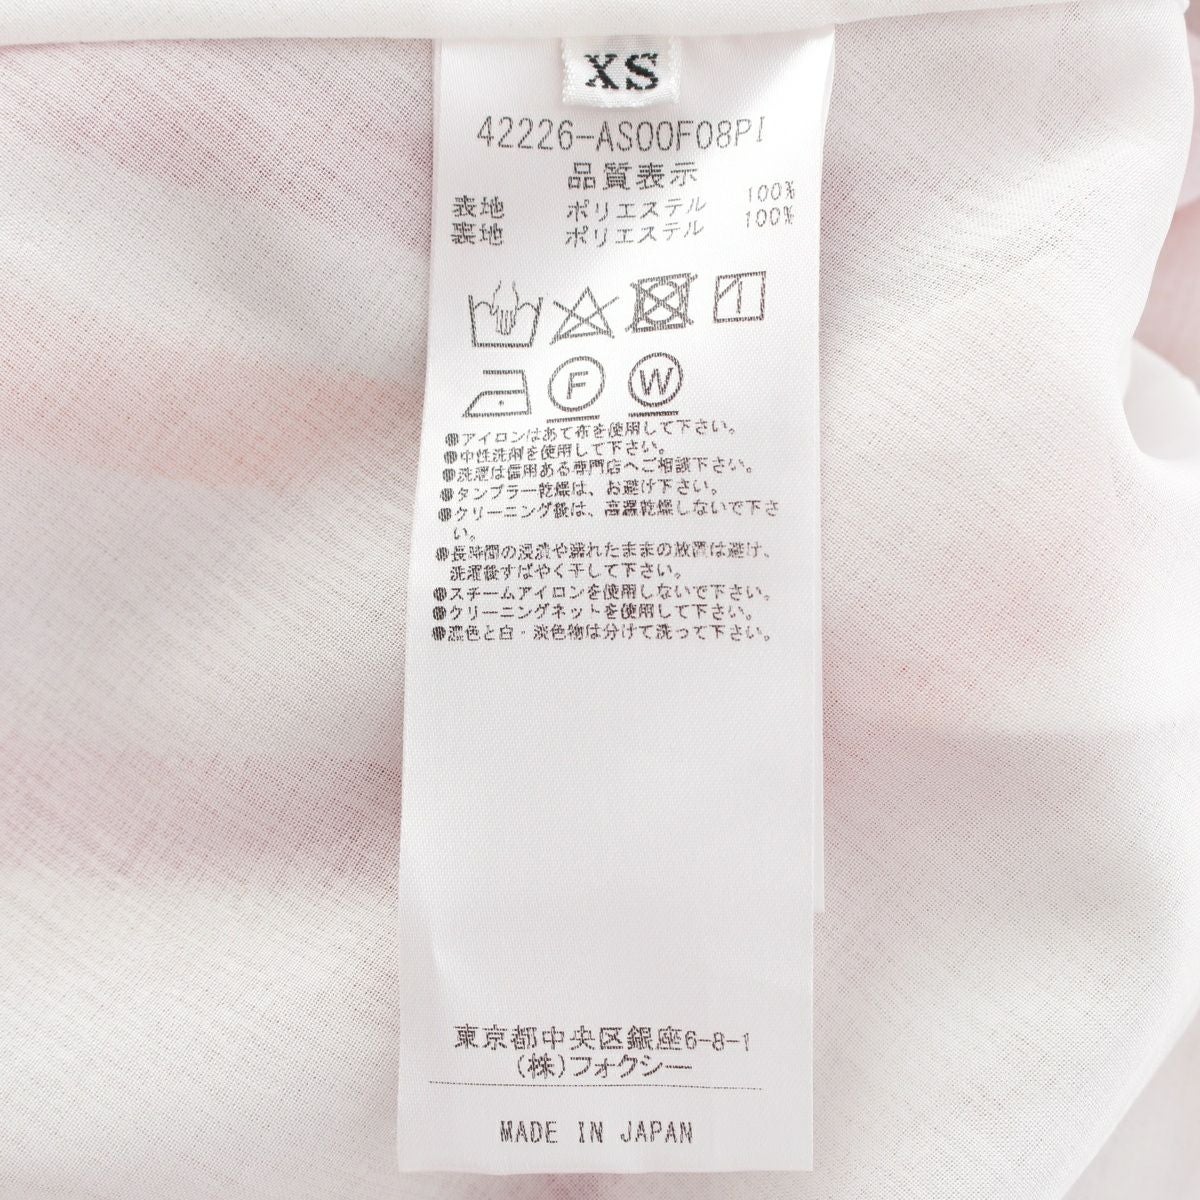 XS
42226-AS00F08PI
品質表示
表地 ポリエステル 100%
裏地 ポリエステル 100%
F W
●アイロンはあて布を使用して下さい。
●中性洗剤を使用して下さい。
●洗濯は信用ある専門店へご相談下さい。
●タンブラー乾燥は、お避け下さい。
●クリーニング後は、高温乾燥しないで下さ
い。
●長時間の浸漬や濡れたままの放置は避け、
洗濯後すばやく干して下さい。
●スチームアイロンを使用しないで下さい。
●クリーニングネットを使用して下さい。
●濃色と白・淡色物は分けて洗って下さい。
東京都中央区銀座6-8-1
(株)フォクシー
MADE IN JAPAN